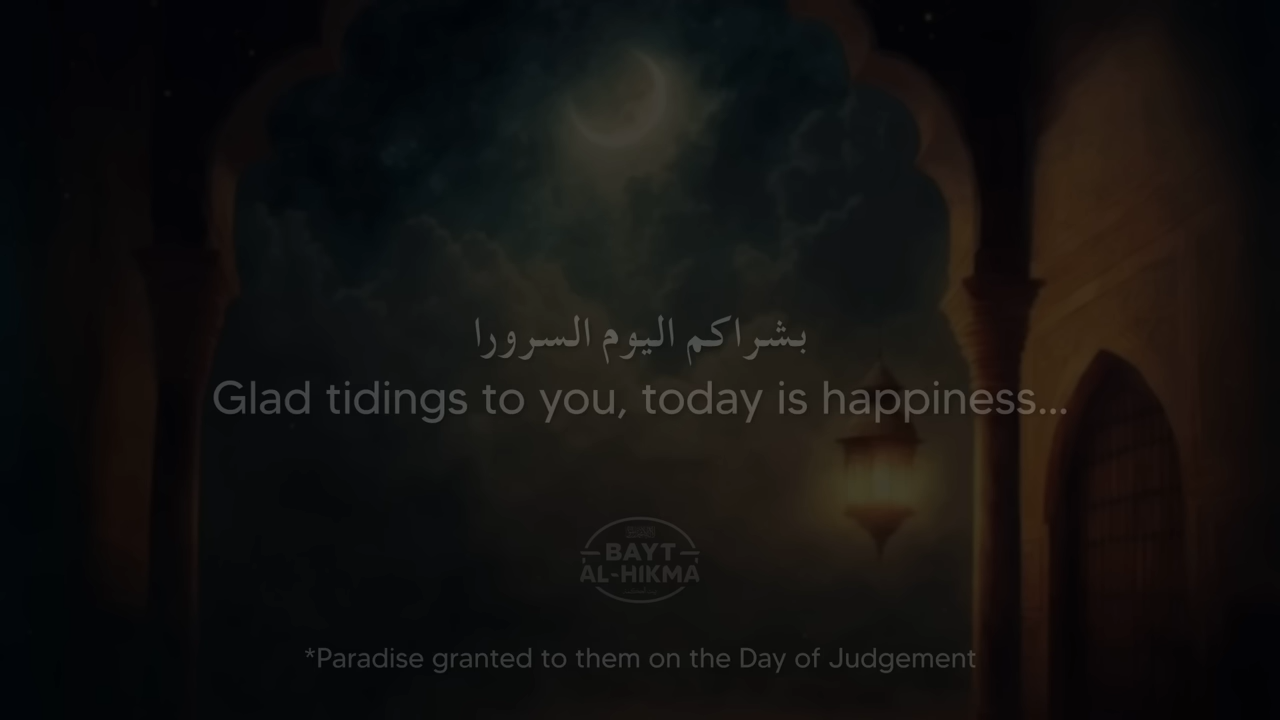 بشراكم اليوم السرورا
Glad tidings to you, today is happiness...
BAYT
AL-HIKMA
*Paradise granted to them on the Day of Judgement